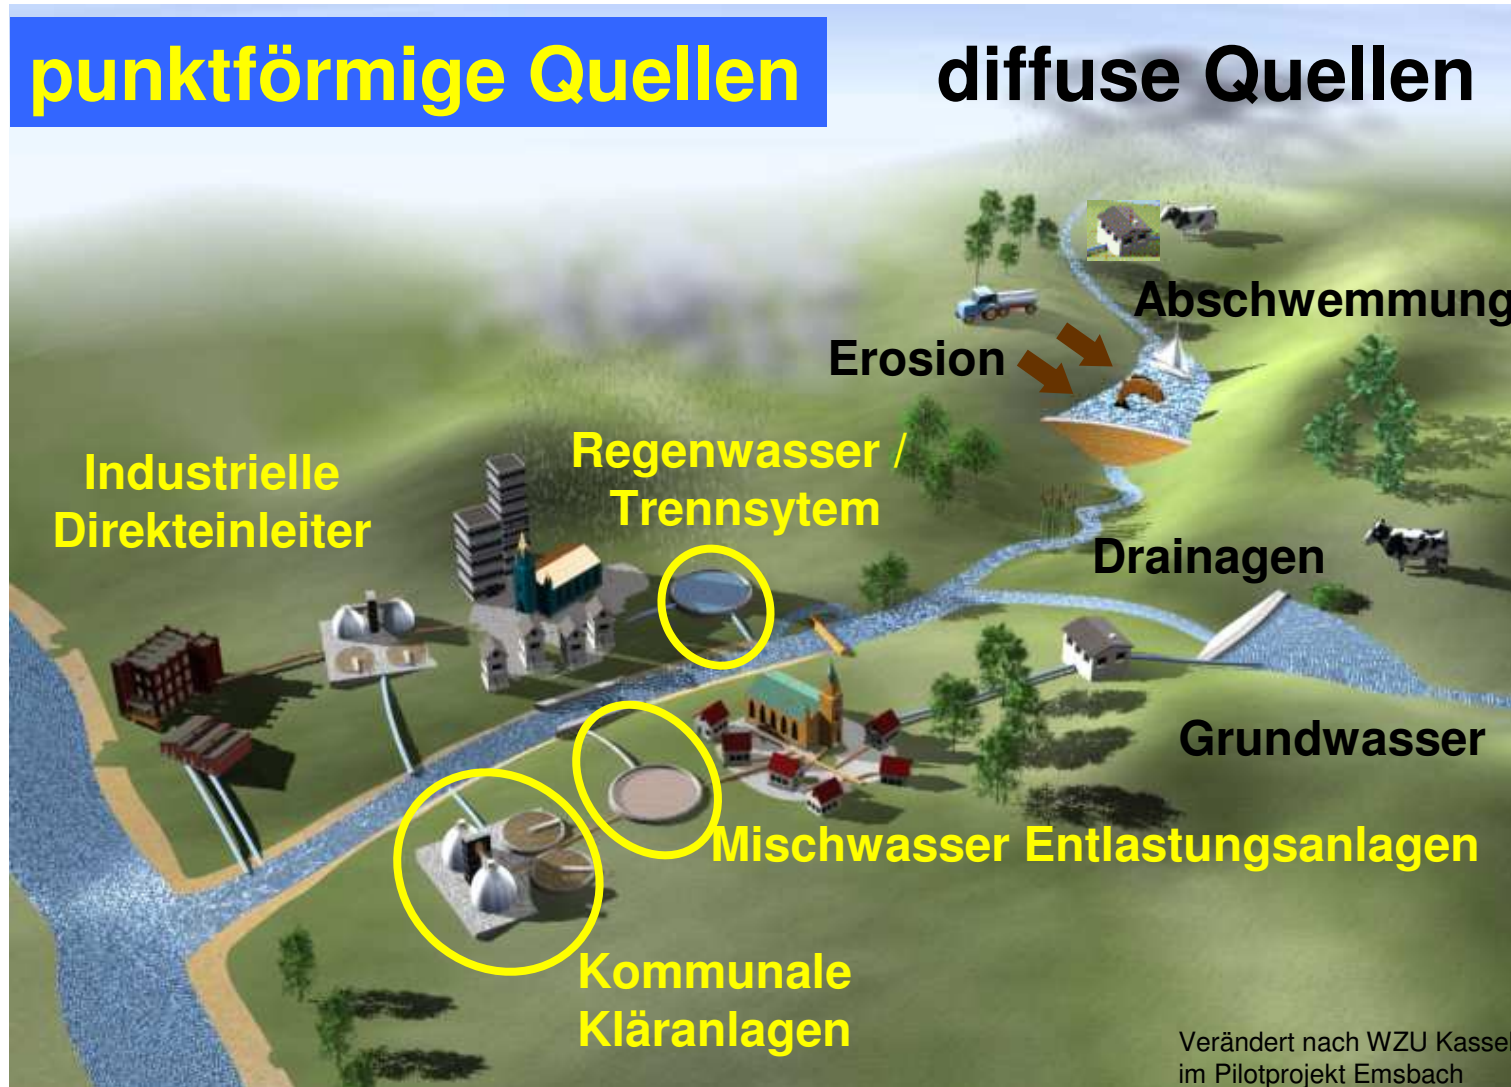 punktförmige Quellen
diffuse Quellen
Abschwemmung
Erosion
Regenwasser /
Trennsytem
Industrielle
Direkteinleiter
Drainagen
Grundwasser
Mischwasser Entlastungsanlagen
Kommunale
Kläranlagen
Verändert nach WZU Kassel
im Pilotprojekt Emsbach